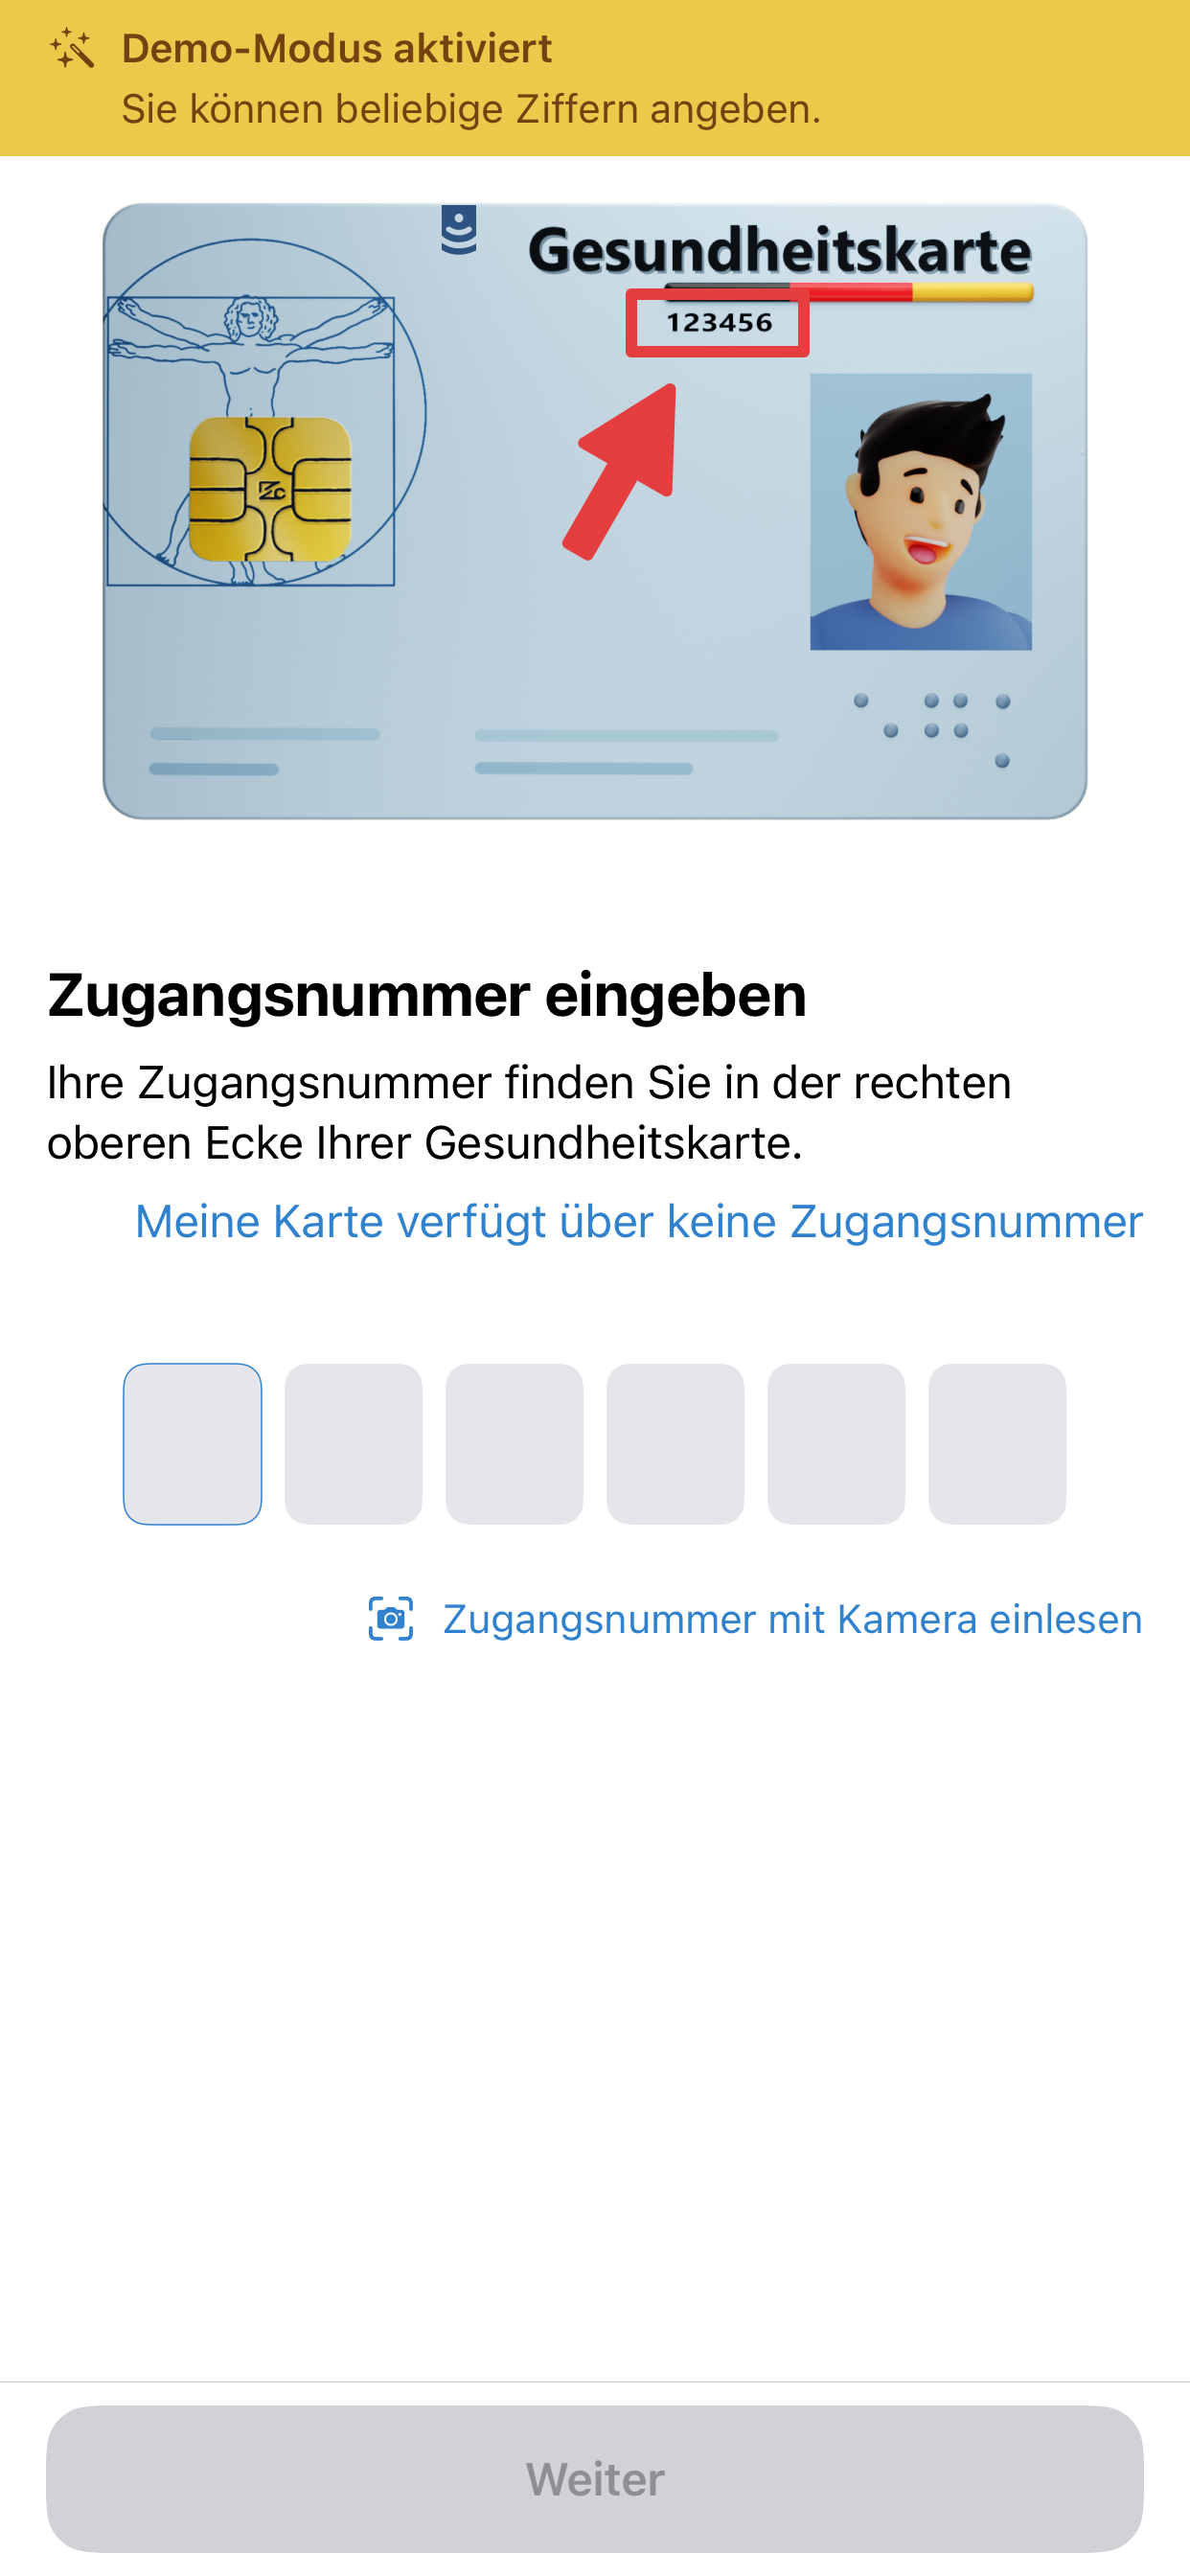 Demo-Modus aktiviert
Sie können beliebige Ziffern angeben.
Gesundheitskarte
123456
Zugangsnummer eingeben
Ihre Zugangsnummer finden Sie in der rechten
oberen Ecke Ihrer Gesundheitskarte.
Meine Karte verfügt über keine Zugangsnummer
Zugangsnummer mit Kamera einlesen
Weiter